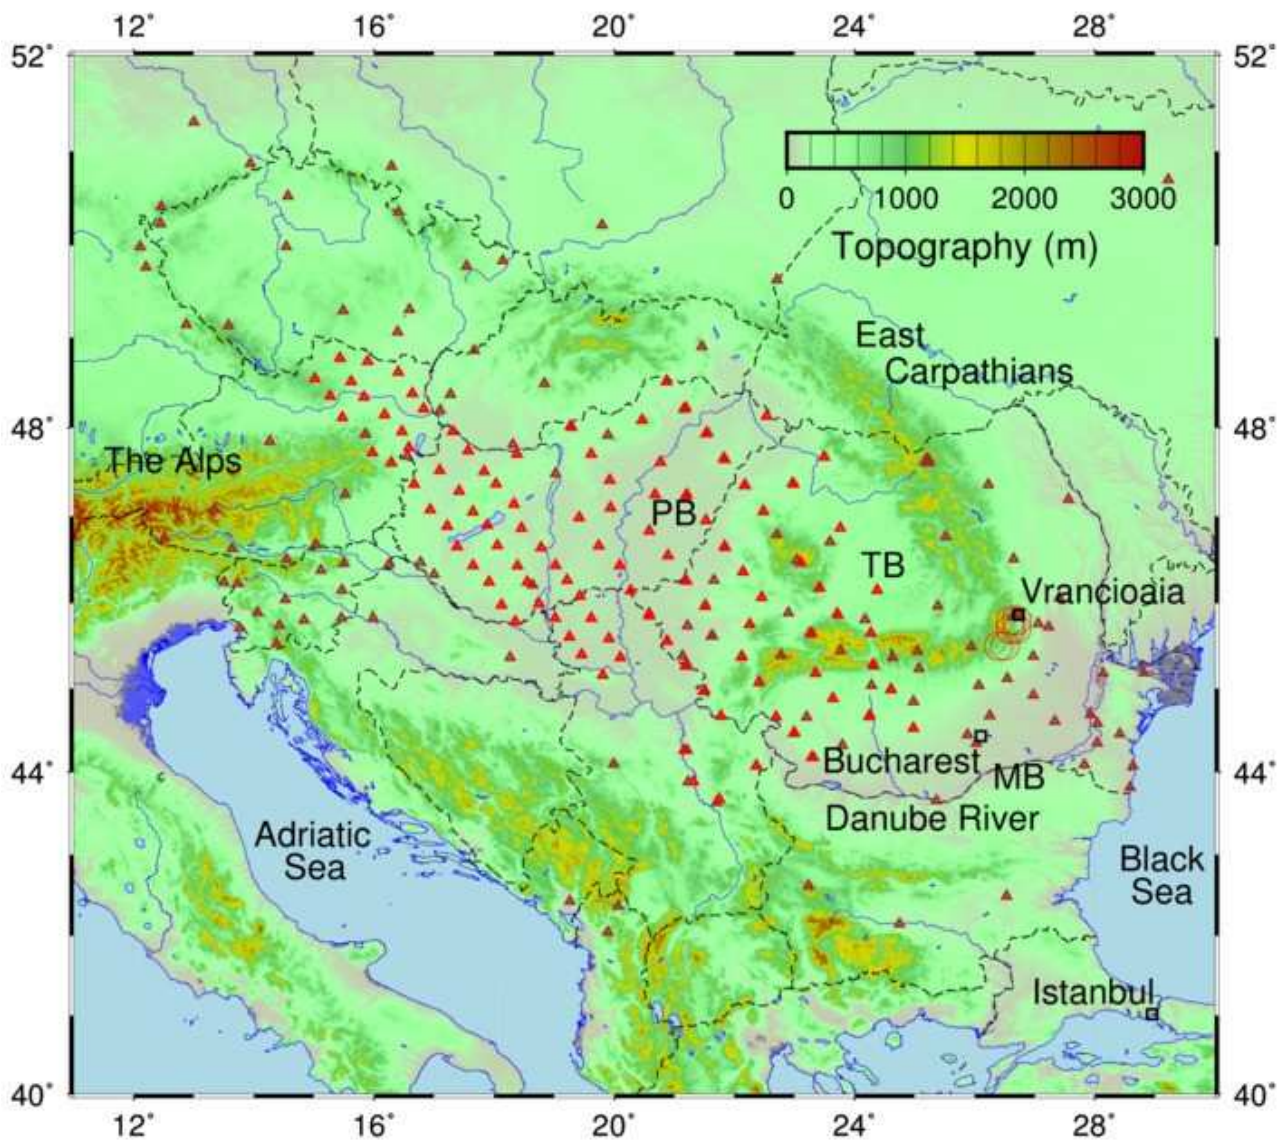 12° 16° 20° 24° 28°
52° 52°
0 1000 2000 3000
Topography (m)
East
Carpathians
48° 48°
The Alps
PB
TB
Vrancioaia
44° 44°
Bucharest MB
Danube River
Adriatic
Sea
Black
Sea
Istanbul
40° 40°
12° 16° 20° 24° 28°